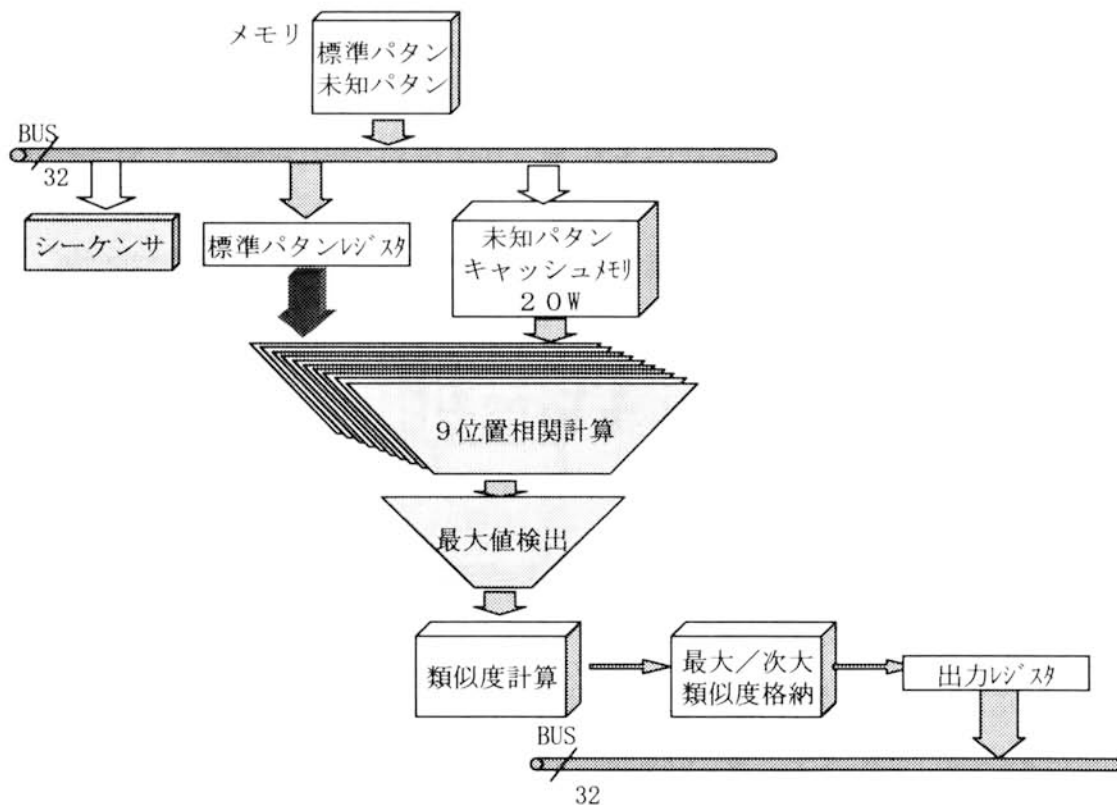 メモリ
標準パタン
未知パタン
BUS
32
シーケンサ
標準パタンﾚｼﾞｽﾀ
未知パタン
キャッシュﾒﾓﾘ
２０W
９位置相関計算
最大値検出
類似度計算
最大／次大
類似度格納
出力ﾚｼﾞｽﾀ
BUS
32